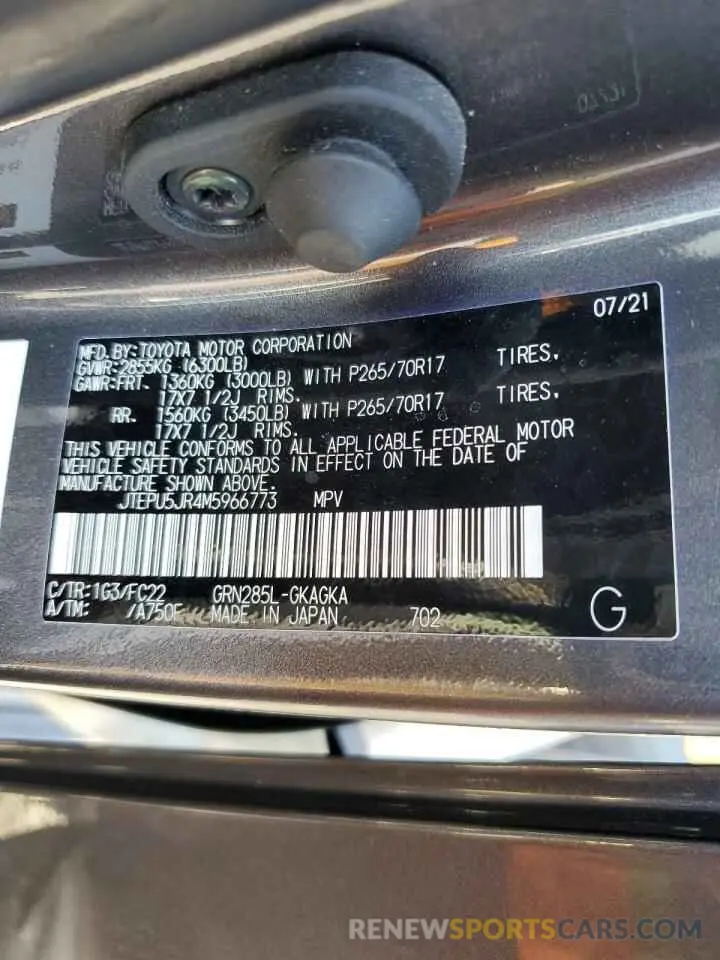 07/21
MFD. BY: TOYOTA MOTOR CORPORATION
GVWR: 2855KG (6300LB)
GAWR: FRT. 1360KG (3000LB) WITH P265/70R17 TIRES,
17X7 1/2J RIMS.
RR. 1560KG (3450LB) WITH P265/70R17 TIRES,
17X7 1/2J RIMS.
THIS VEHICLE CONFORMS TO ALL APPLICABLE FEDERAL MOTOR
VEHICLE SAFETY STANDARDS IN EFFECT ON THE DATE OF
MANUFACTURE SHOWN ABOVE.
JTEPU5JR4M5966773 MPV
C/TR: 1G3/FC22 GRN285L-GKAGKA
A/TM: /A750F MADE IN JAPAN 702 G
RENEWSPORTSCARS.COM